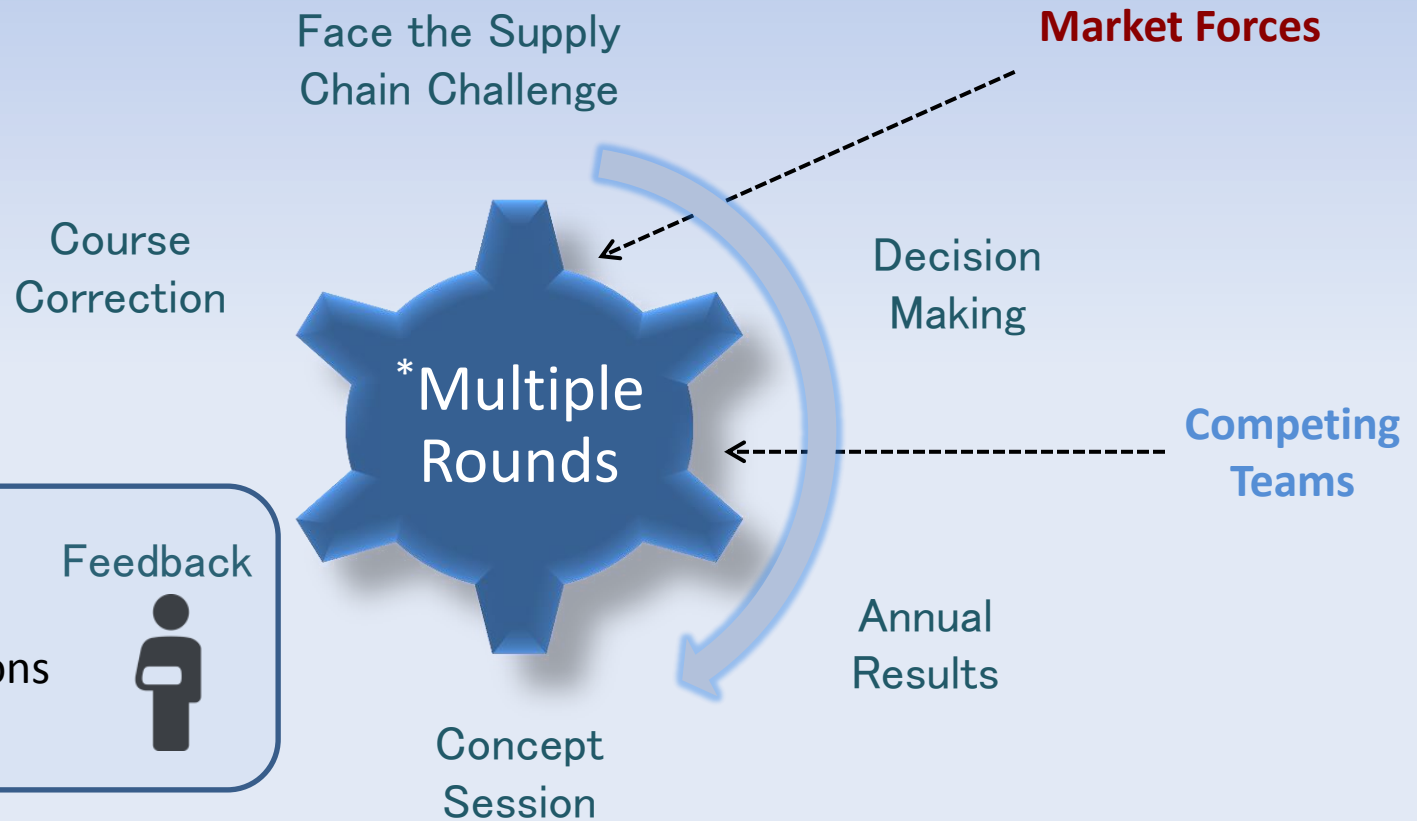 Face the Supply
Chain Challenge
Market Forces
Course
Correction
Decision
Making
*Multiple
Rounds
Competing
Teams
Feedback
Annual
Results
Concept
Session